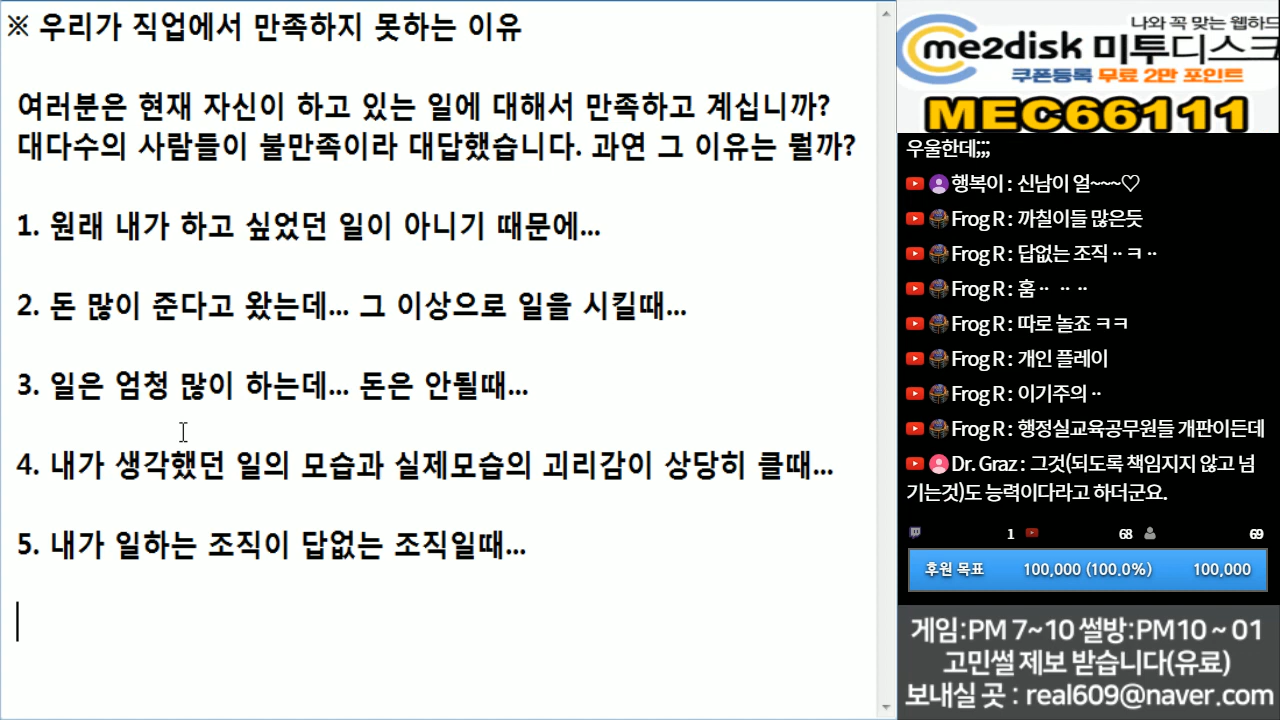 ※ 우리가 직업에서 만족하지 못하는 이유
여러분은 현재 자신이 하고 있는 일에 대해서 만족하고 계십니까?
대다수의 사람들이 불만족이라 대답했습니다. 과연 그 이유는 뭘까?
1. 원래 내가 하고 싶었던 일이 아니기 때문에...
2. 돈 많이 준다고 왔는데... 그 이상으로 일을 시킬때...
3. 일은 엄청 많이 하는데... 돈은 안될때...
4. 내가 생각했던 일의 모습과 실제모습의 괴리감이 상당히 클때...
5. 내가 일하는 조직이 답없는 조직일때...
나와 꼭 맞는 웹하드
me2disk 미투디스크
쿠폰등록 무료 2만 포인트
MEC66111
우울한데;;;
행복이 : 신남이 얼~~~♡
Frog R : 까칠이들 많은듯
Frog R : 답없는 조직 ·· ㅋ ··
Frog R : 훔 ·· ·· ··
Frog R : 따로 놀죠 ㅋㅋ
Frog R : 개인 플레이
Frog R : 이기주의 ··
Frog R : 행정실교육공무원들 개판이든데
Dr. Graz : 그것(되도록 책임지지 않고 넘
기는것)도 능력이다라고 하더군요.
1 68 69
후원 목표 100,000 (100.0%) 100,000
게임:PM 7~10 썰방:PM10 ~ 01
고민썰 제보 받습니다(유료)
보내실 곳 : real609@naver.com